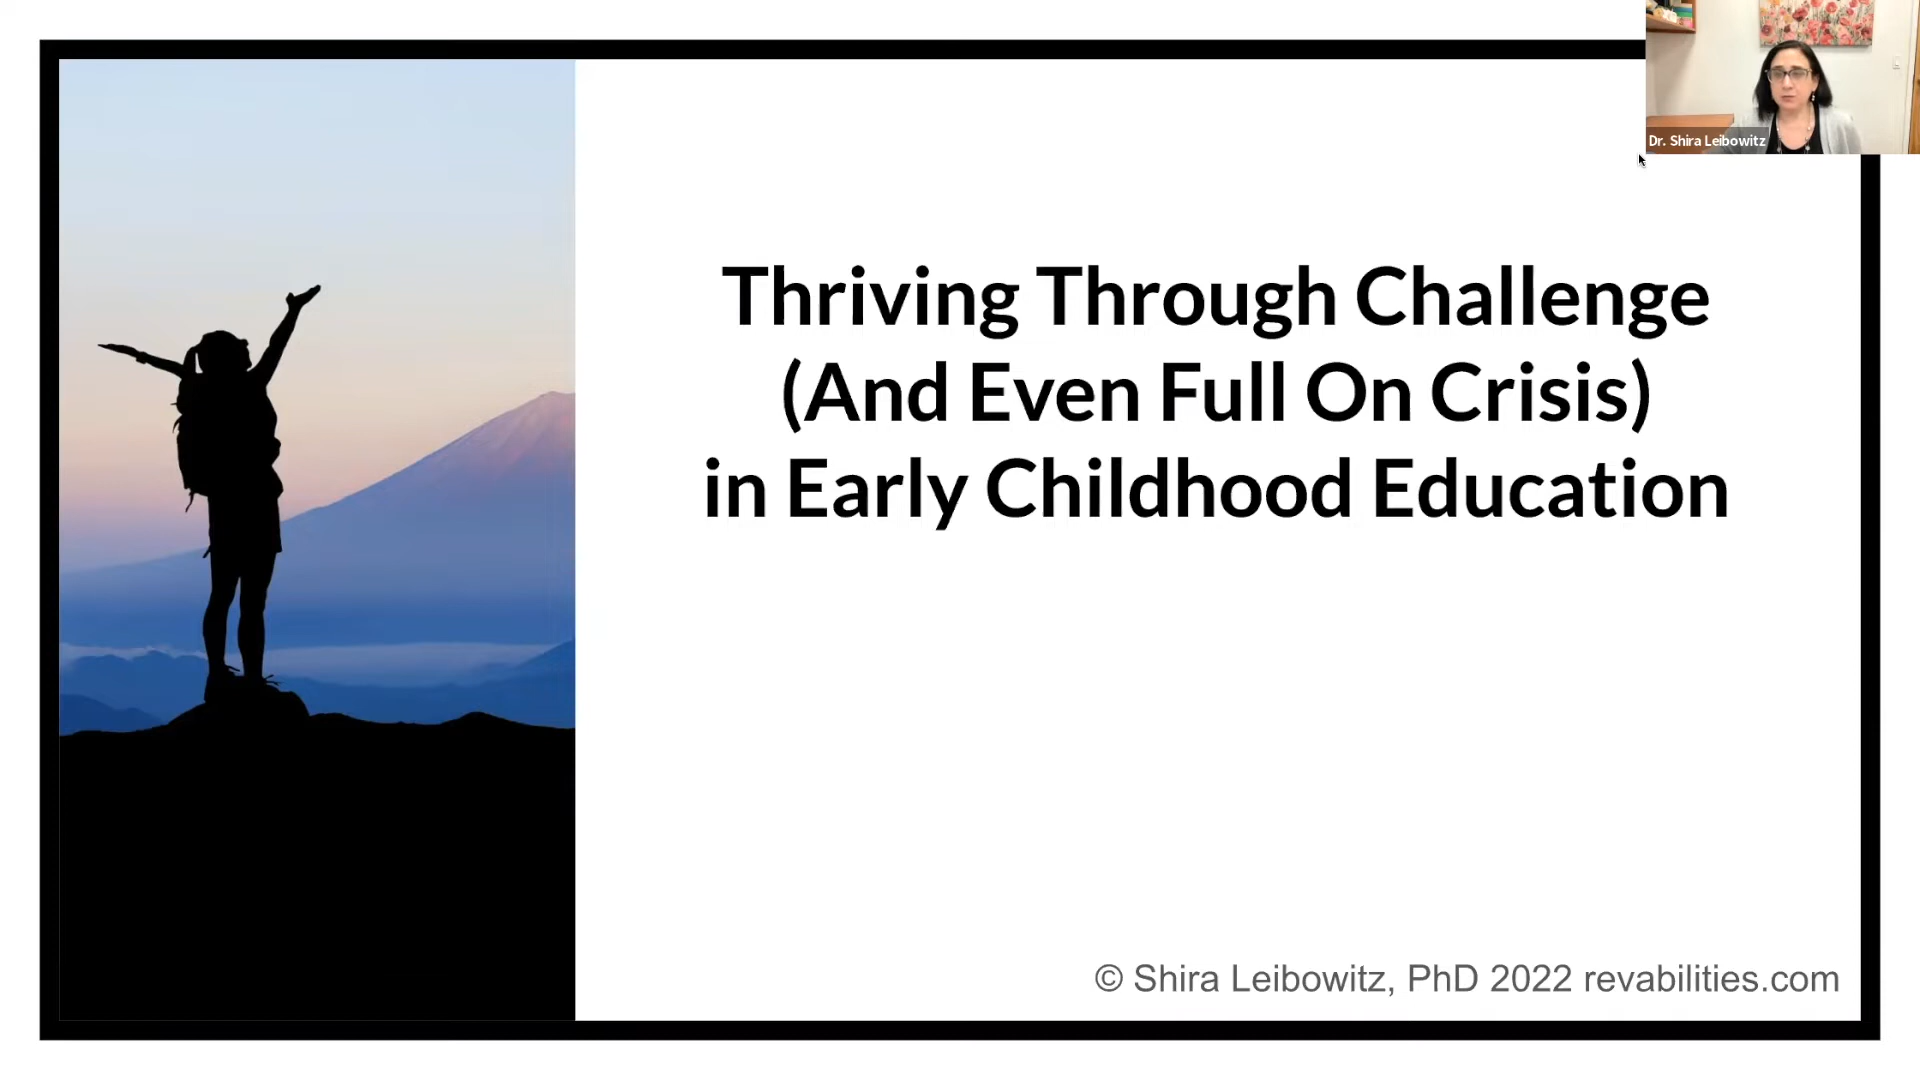 Dr. Shira Leibowitz
Thriving Through Challenge
(And Even Full On Crisis)
in Early Childhood Education
© Shira Leibowitz, PhD 2022 revabilities.com